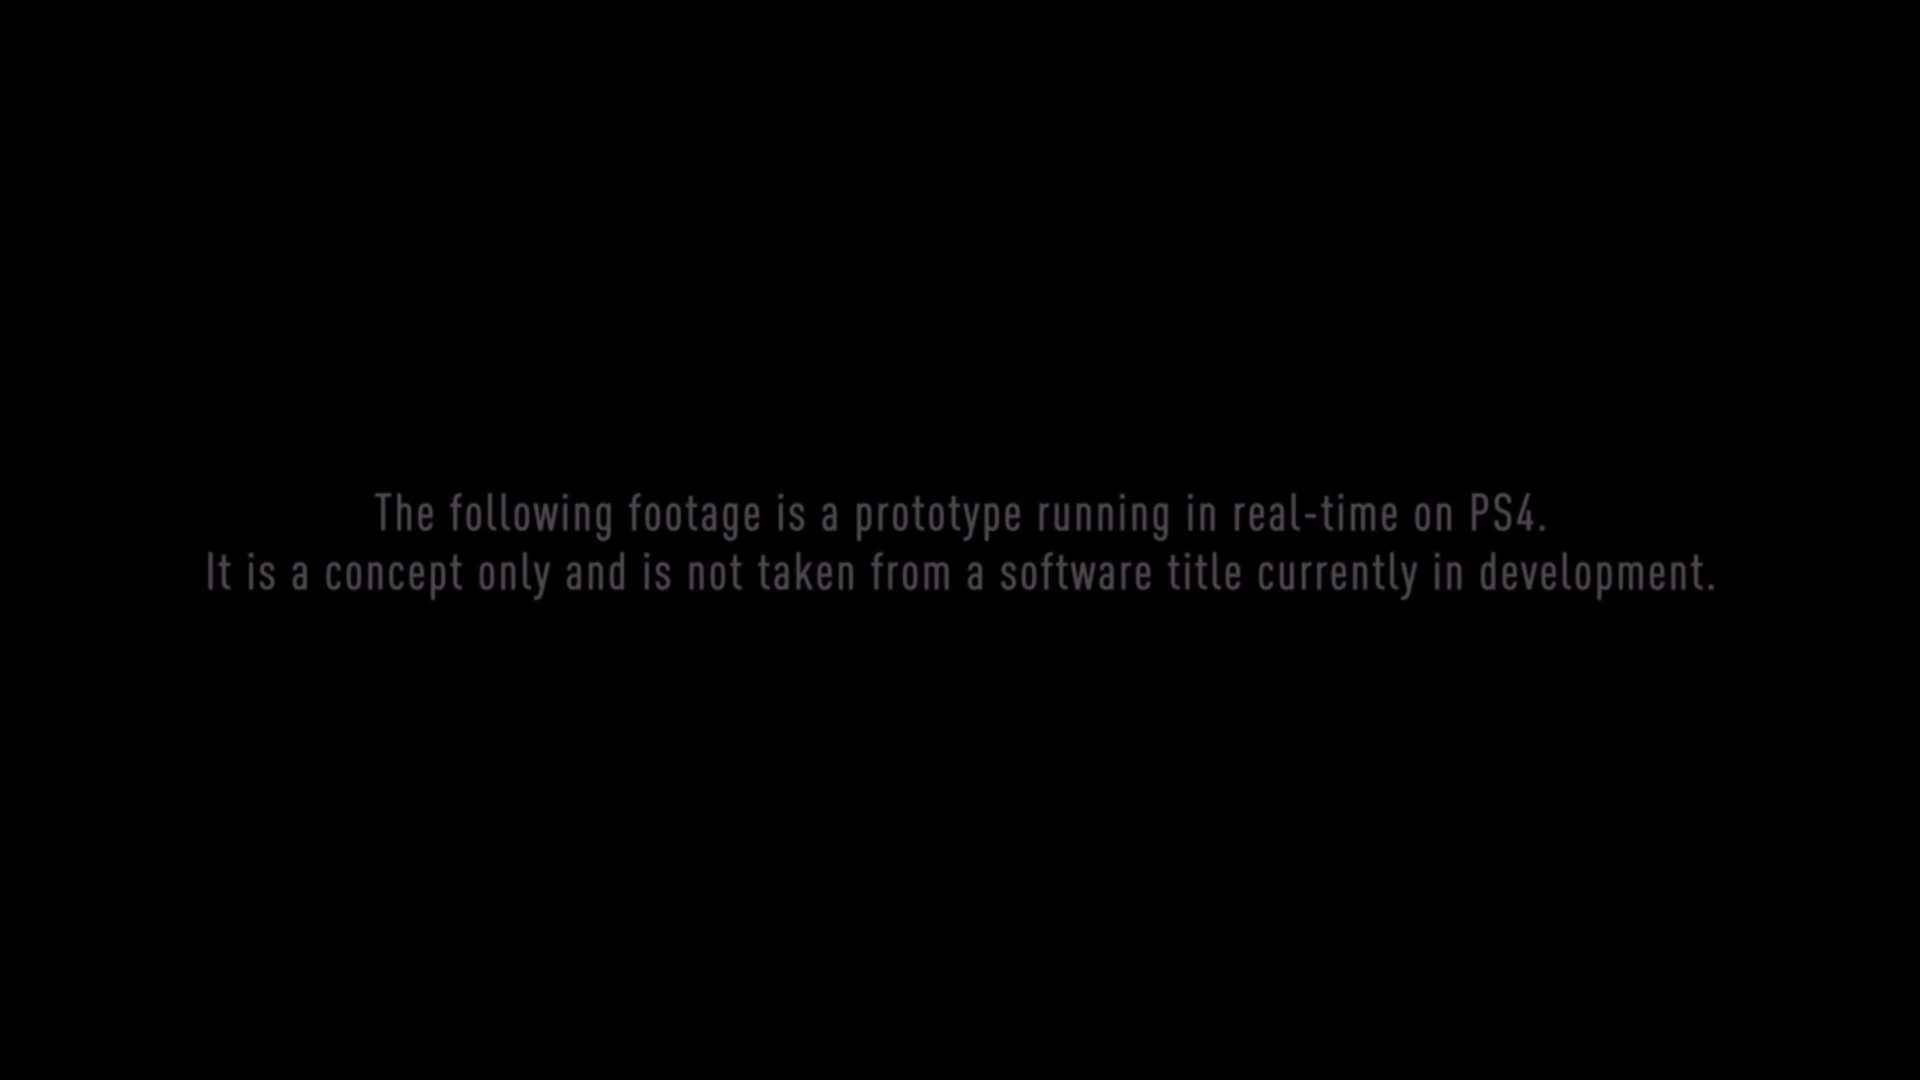 The following footage is a prototype running in real-time on PS4.
It is a concept only and is not taken from a software title currently in development.